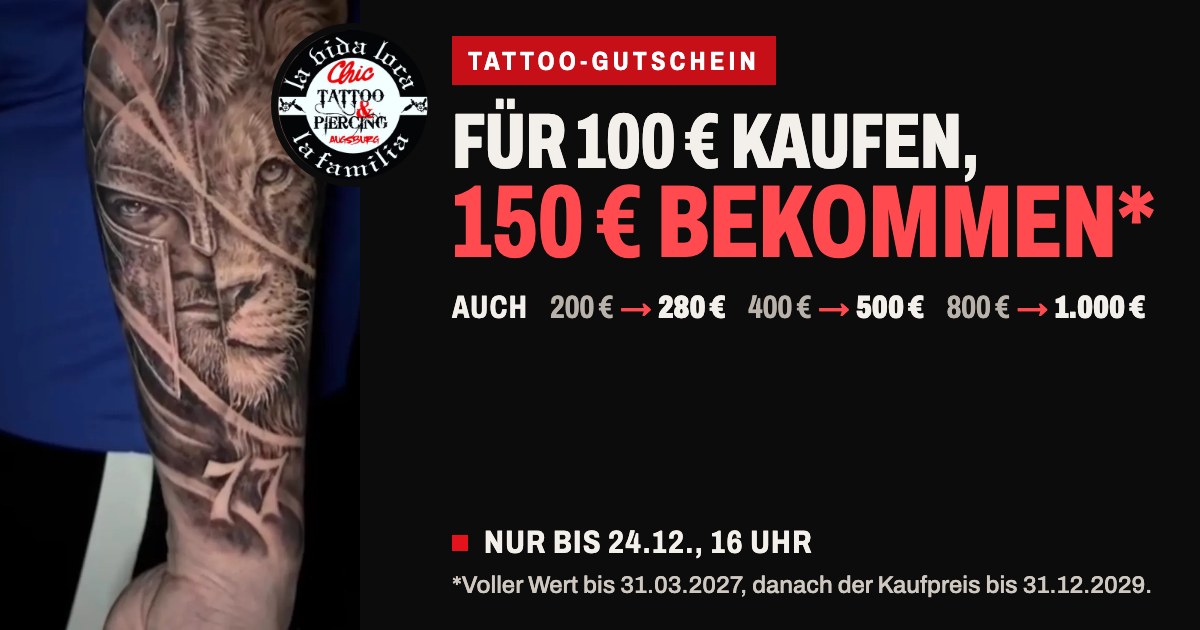 la vida loca
Chic
TATTOO
&
PIERCING
AUGSBURG
la familia
TATTOO-GUTSCHEIN
FÜR 100 € KAUFEN,
150 € BEKOMMEN*
AUCH 200 € → 280 € 400 € → 500 € 800 € → 1.000 €
77
NUR BIS 24.12., 16 UHR
*Voller Wert bis 31.03.2027, danach der Kaufpreis bis 31.12.2029.